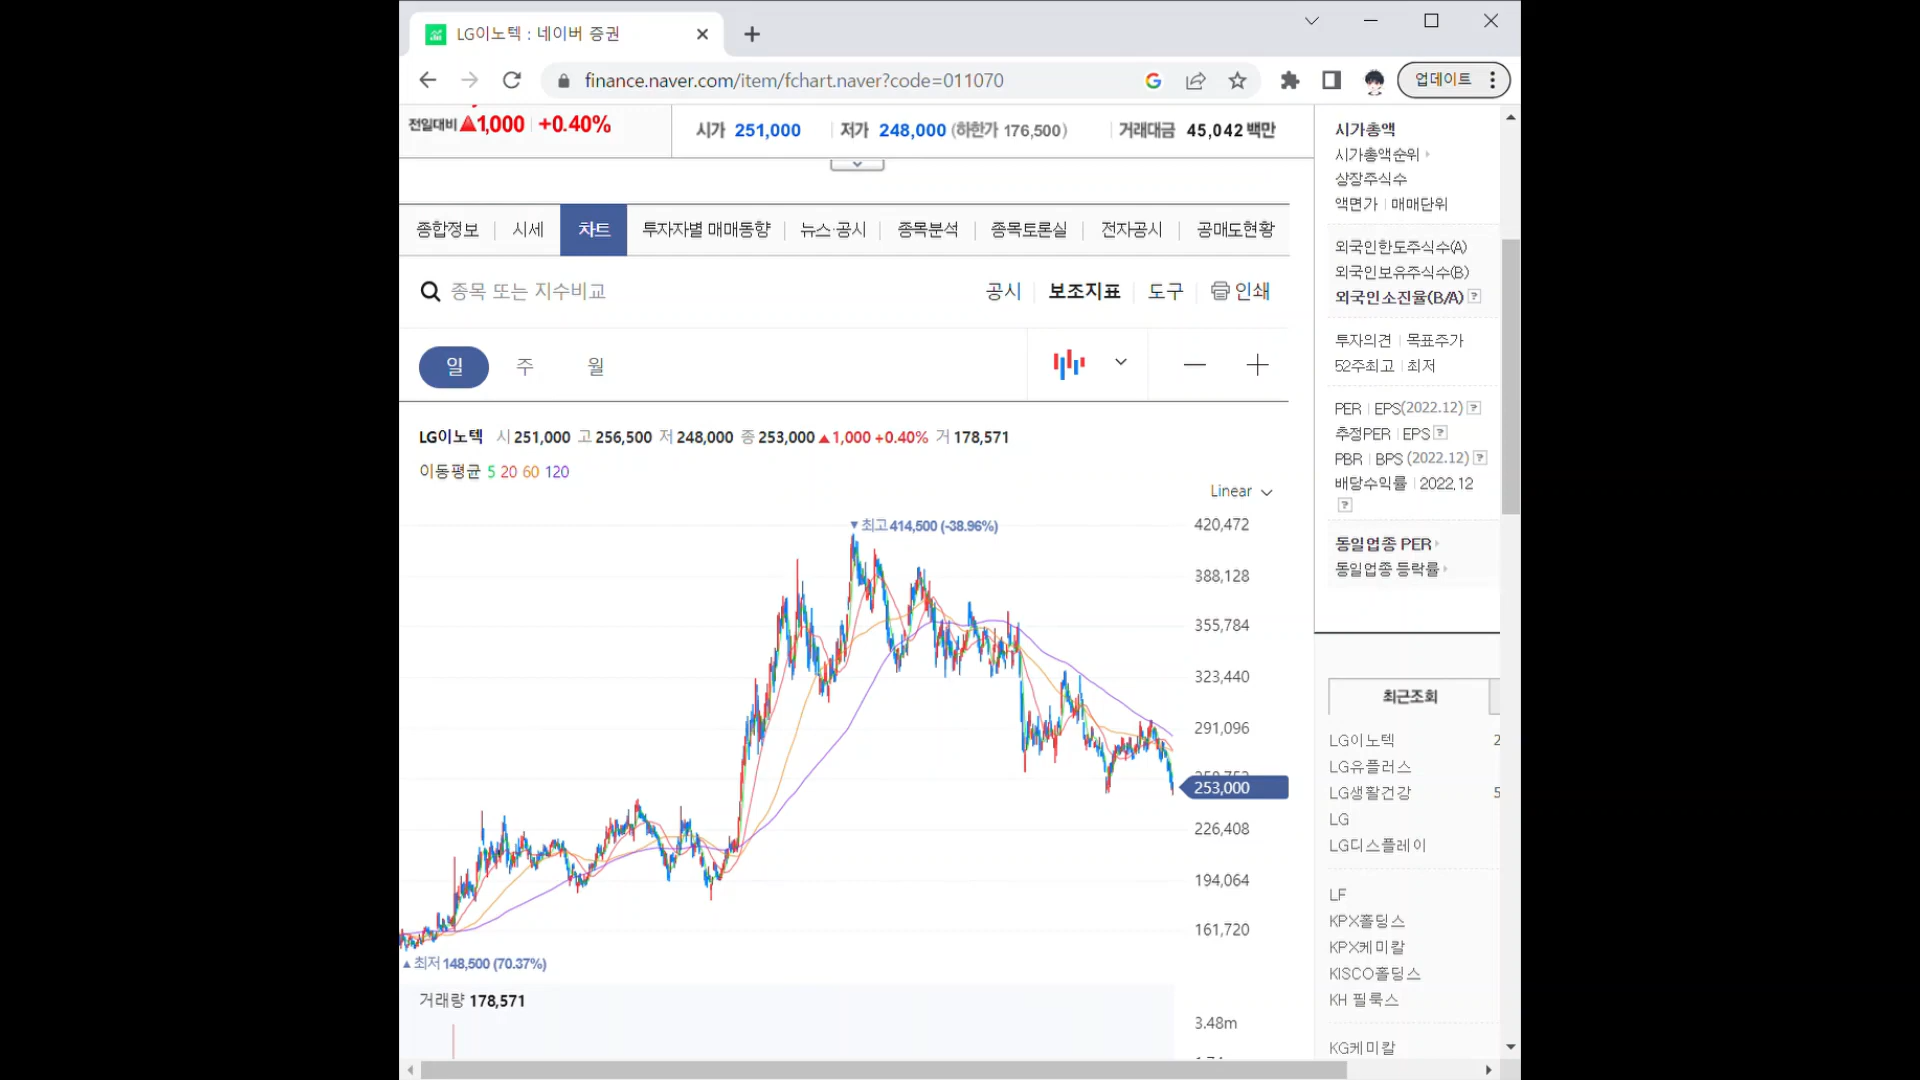 LG이노텍 : 네이버 증권
finance.naver.com/item/fchart.naver?code=011070
업데이트
전일대비 ▲1,000 +0.40%
시가 251,000 저가 248,000 (하한가 176,500) 거래대금 45,042 백만
종합정보 시세 차트 투자자별 매매동향 뉴스·공시 종목분석 종목토론실 전자공시 공매도현황
종목 또는 지수비교
공시 보조지표 도구 인쇄
일 주 월
LG이노텍 시 251,000 고 256,500 저 248,000 종 253,000 ▲1,000 +0.40% 거 178,571
이동평균 5 20 60 120
Linear
▼최고 414,500 (-38.96%)
420,472
388,128
355,784
323,440
291,096
253,000
226,408
194,064
161,720
▲최저 148,500 (70.37%)
거래량 178,571
3.48m
시가총액
시가총액순위
상장주식수
액면가 매매단위
외국인한도주식수(A)
외국인보유주식수(B)
외국인소진율(B/A) ?
투자의견 목표주가
52주최고 최저
PER EPS(2022.12) ?
추정PER EPS ?
PBR BPS (2022.12) ?
배당수익률 2022.12
?
동일업종 PER
동일업종 등락률
최근조회
LG이노텍 2
LG유플러스
LG생활건강 5
LG
LG디스플레이
LF
KPX홀딩스
KPX케미칼
KISCO홀딩스
KH 필룩스
KG케미칼